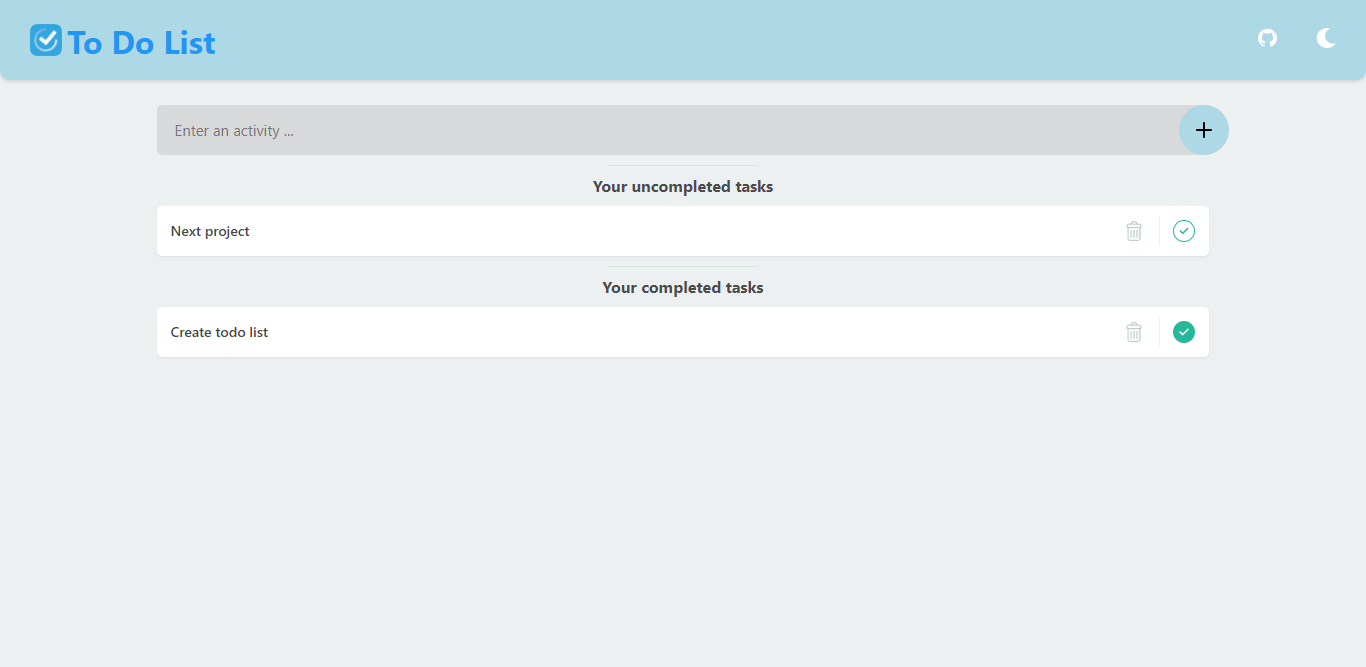 To Do List
Enter an activity ...
Your uncompleted tasks
Next project
Your completed tasks
Create todo list